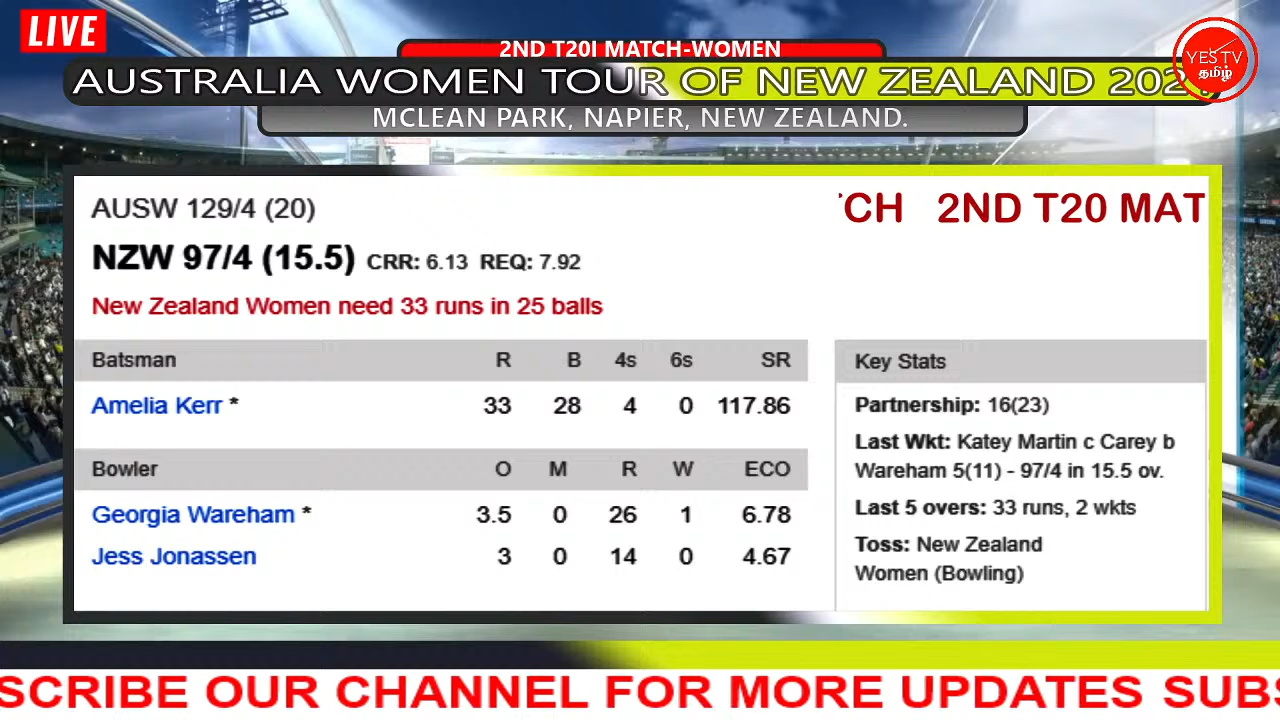 LIVE
2ND T20I MATCH-WOMEN
YES TV
தமிழ்
AUSTRALIA WOMEN TOUR OF NEW ZEALAND
MCLEAN PARK, NAPIER, NEW ZEALAND.
AUSW 129/4 (20)
CH 2ND T20 MAT
NZW 97/4 (15.5) CRR: 6.13 REQ: 7.92
New Zealand Women need 33 runs in 25 balls
Batsman R B 4s 6s SR
Amelia Kerr * 33 28 4 0 117.86
Bowler O M R W ECO
Georgia Wareham * 3.5 0 26 1 6.78
Jess Jonassen 3 0 14 0 4.67
Key Stats
Partnership: 16(23)
Last Wkt: Katey Martin c Carey b
Wareham 5(11) - 97/4 in 15.5 ov.
Last 5 overs: 33 runs, 2 wkts
Toss: New Zealand
Women (Bowling)
SCRIBE OUR CHANNEL FOR MORE UPDATES SUBS